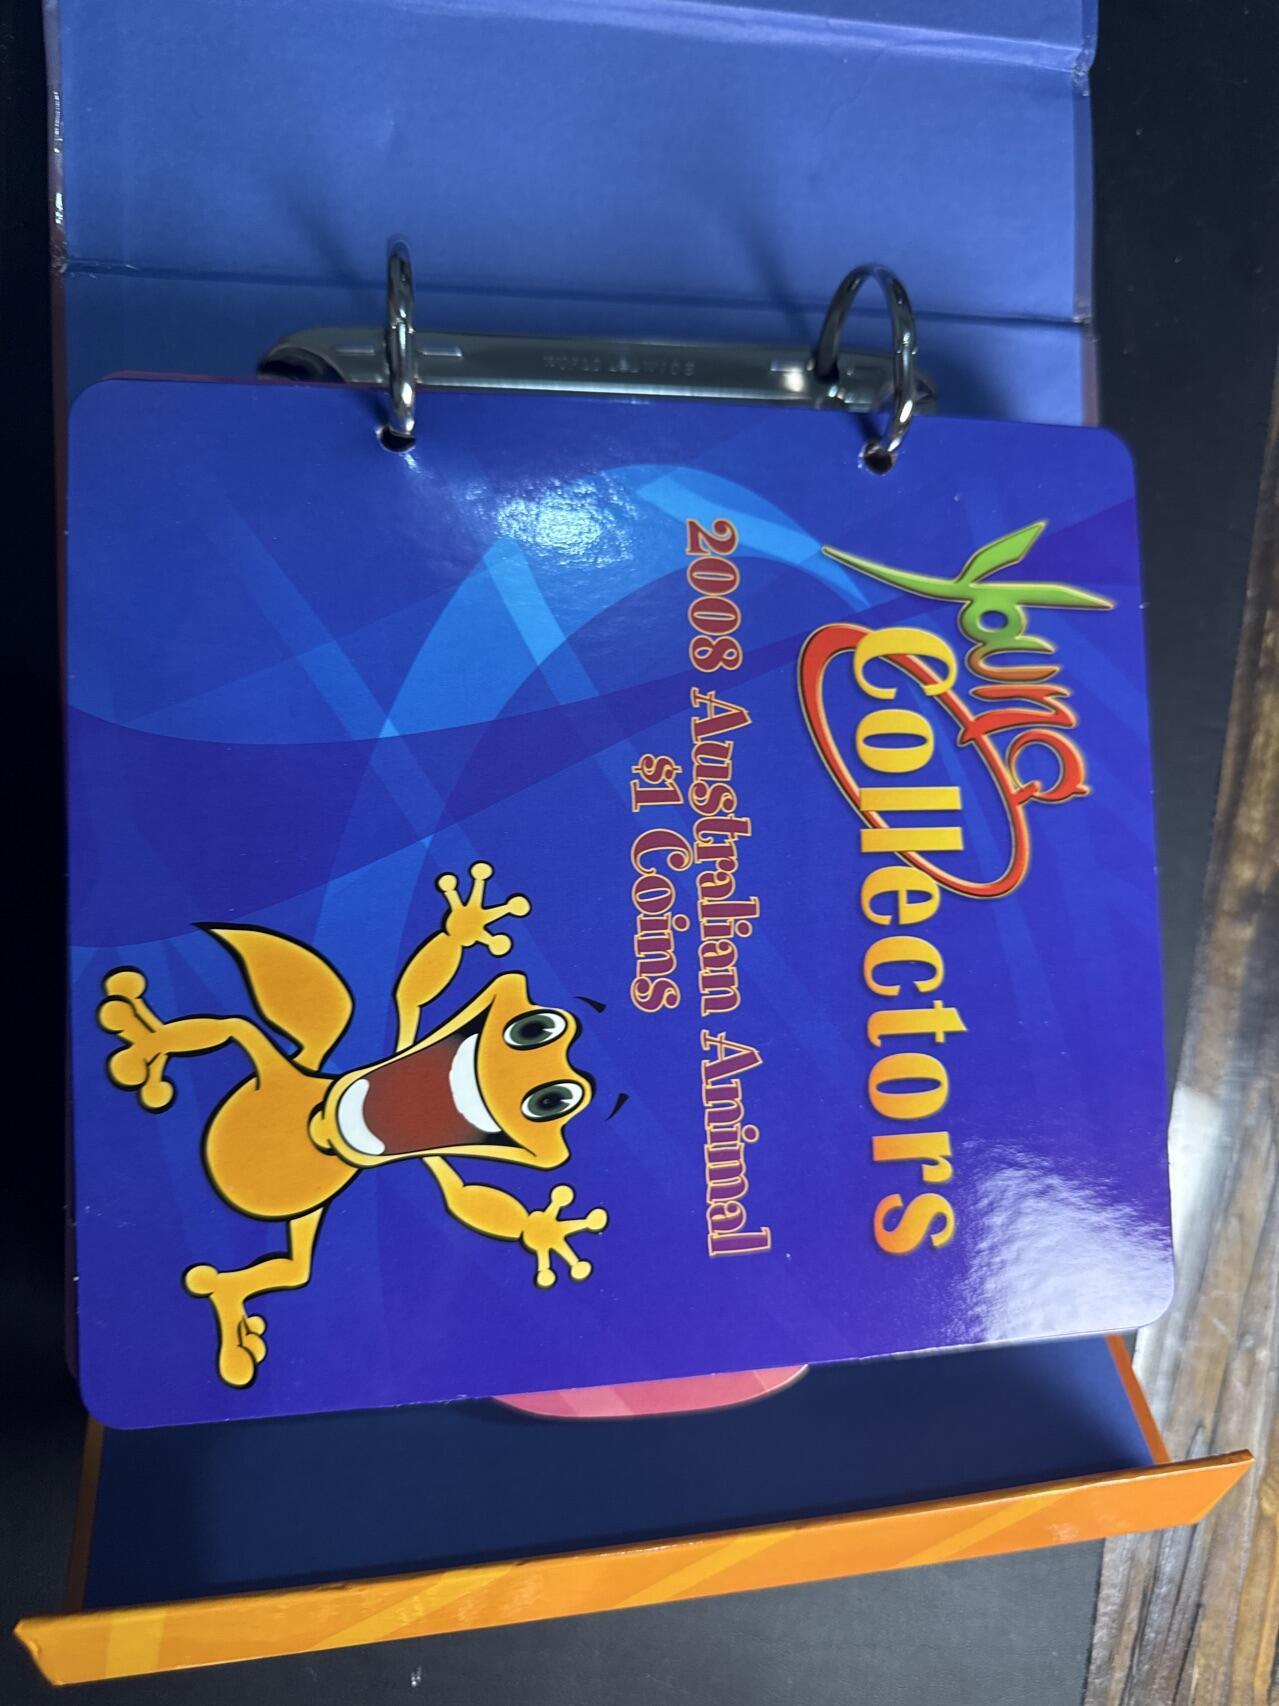 Young
Collectors
2008 Australian Animal
$1 Coins